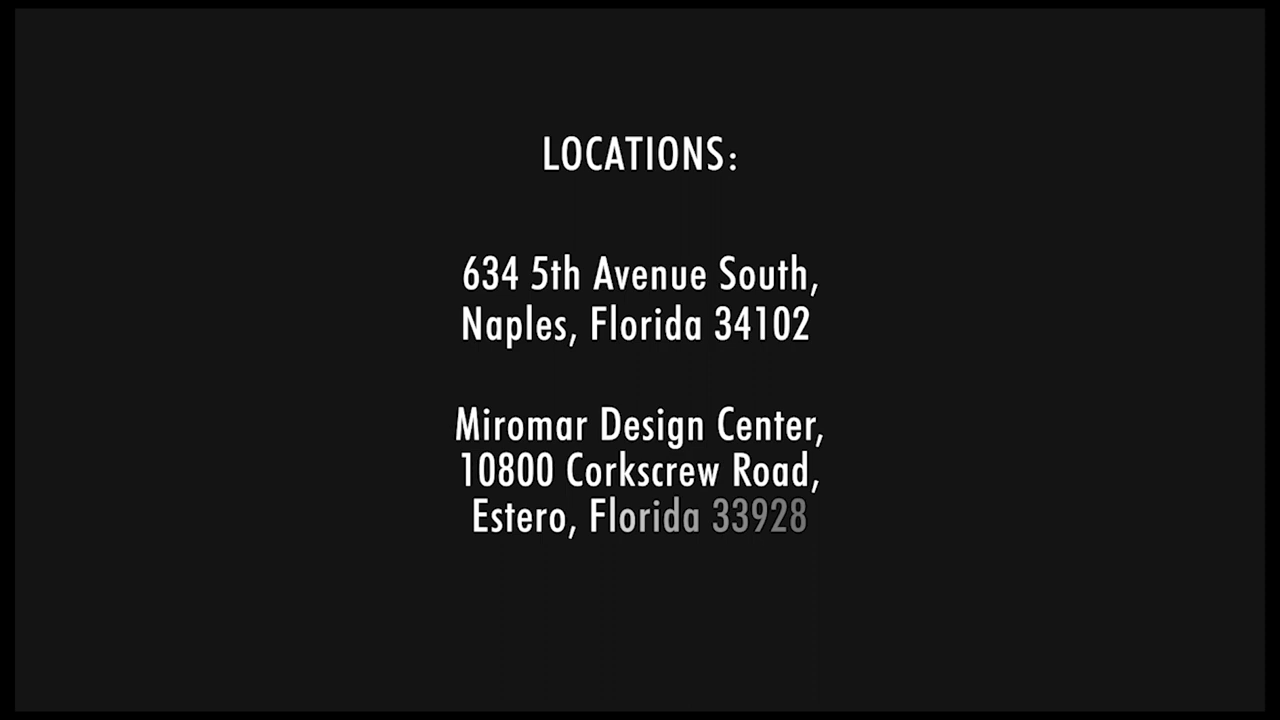 LOCATIONS:
634 5th Avenue South,
Naples, Florida 34102
Miromar Design Center,
10800 Corkscrew Road,
Estero, Florida 33928